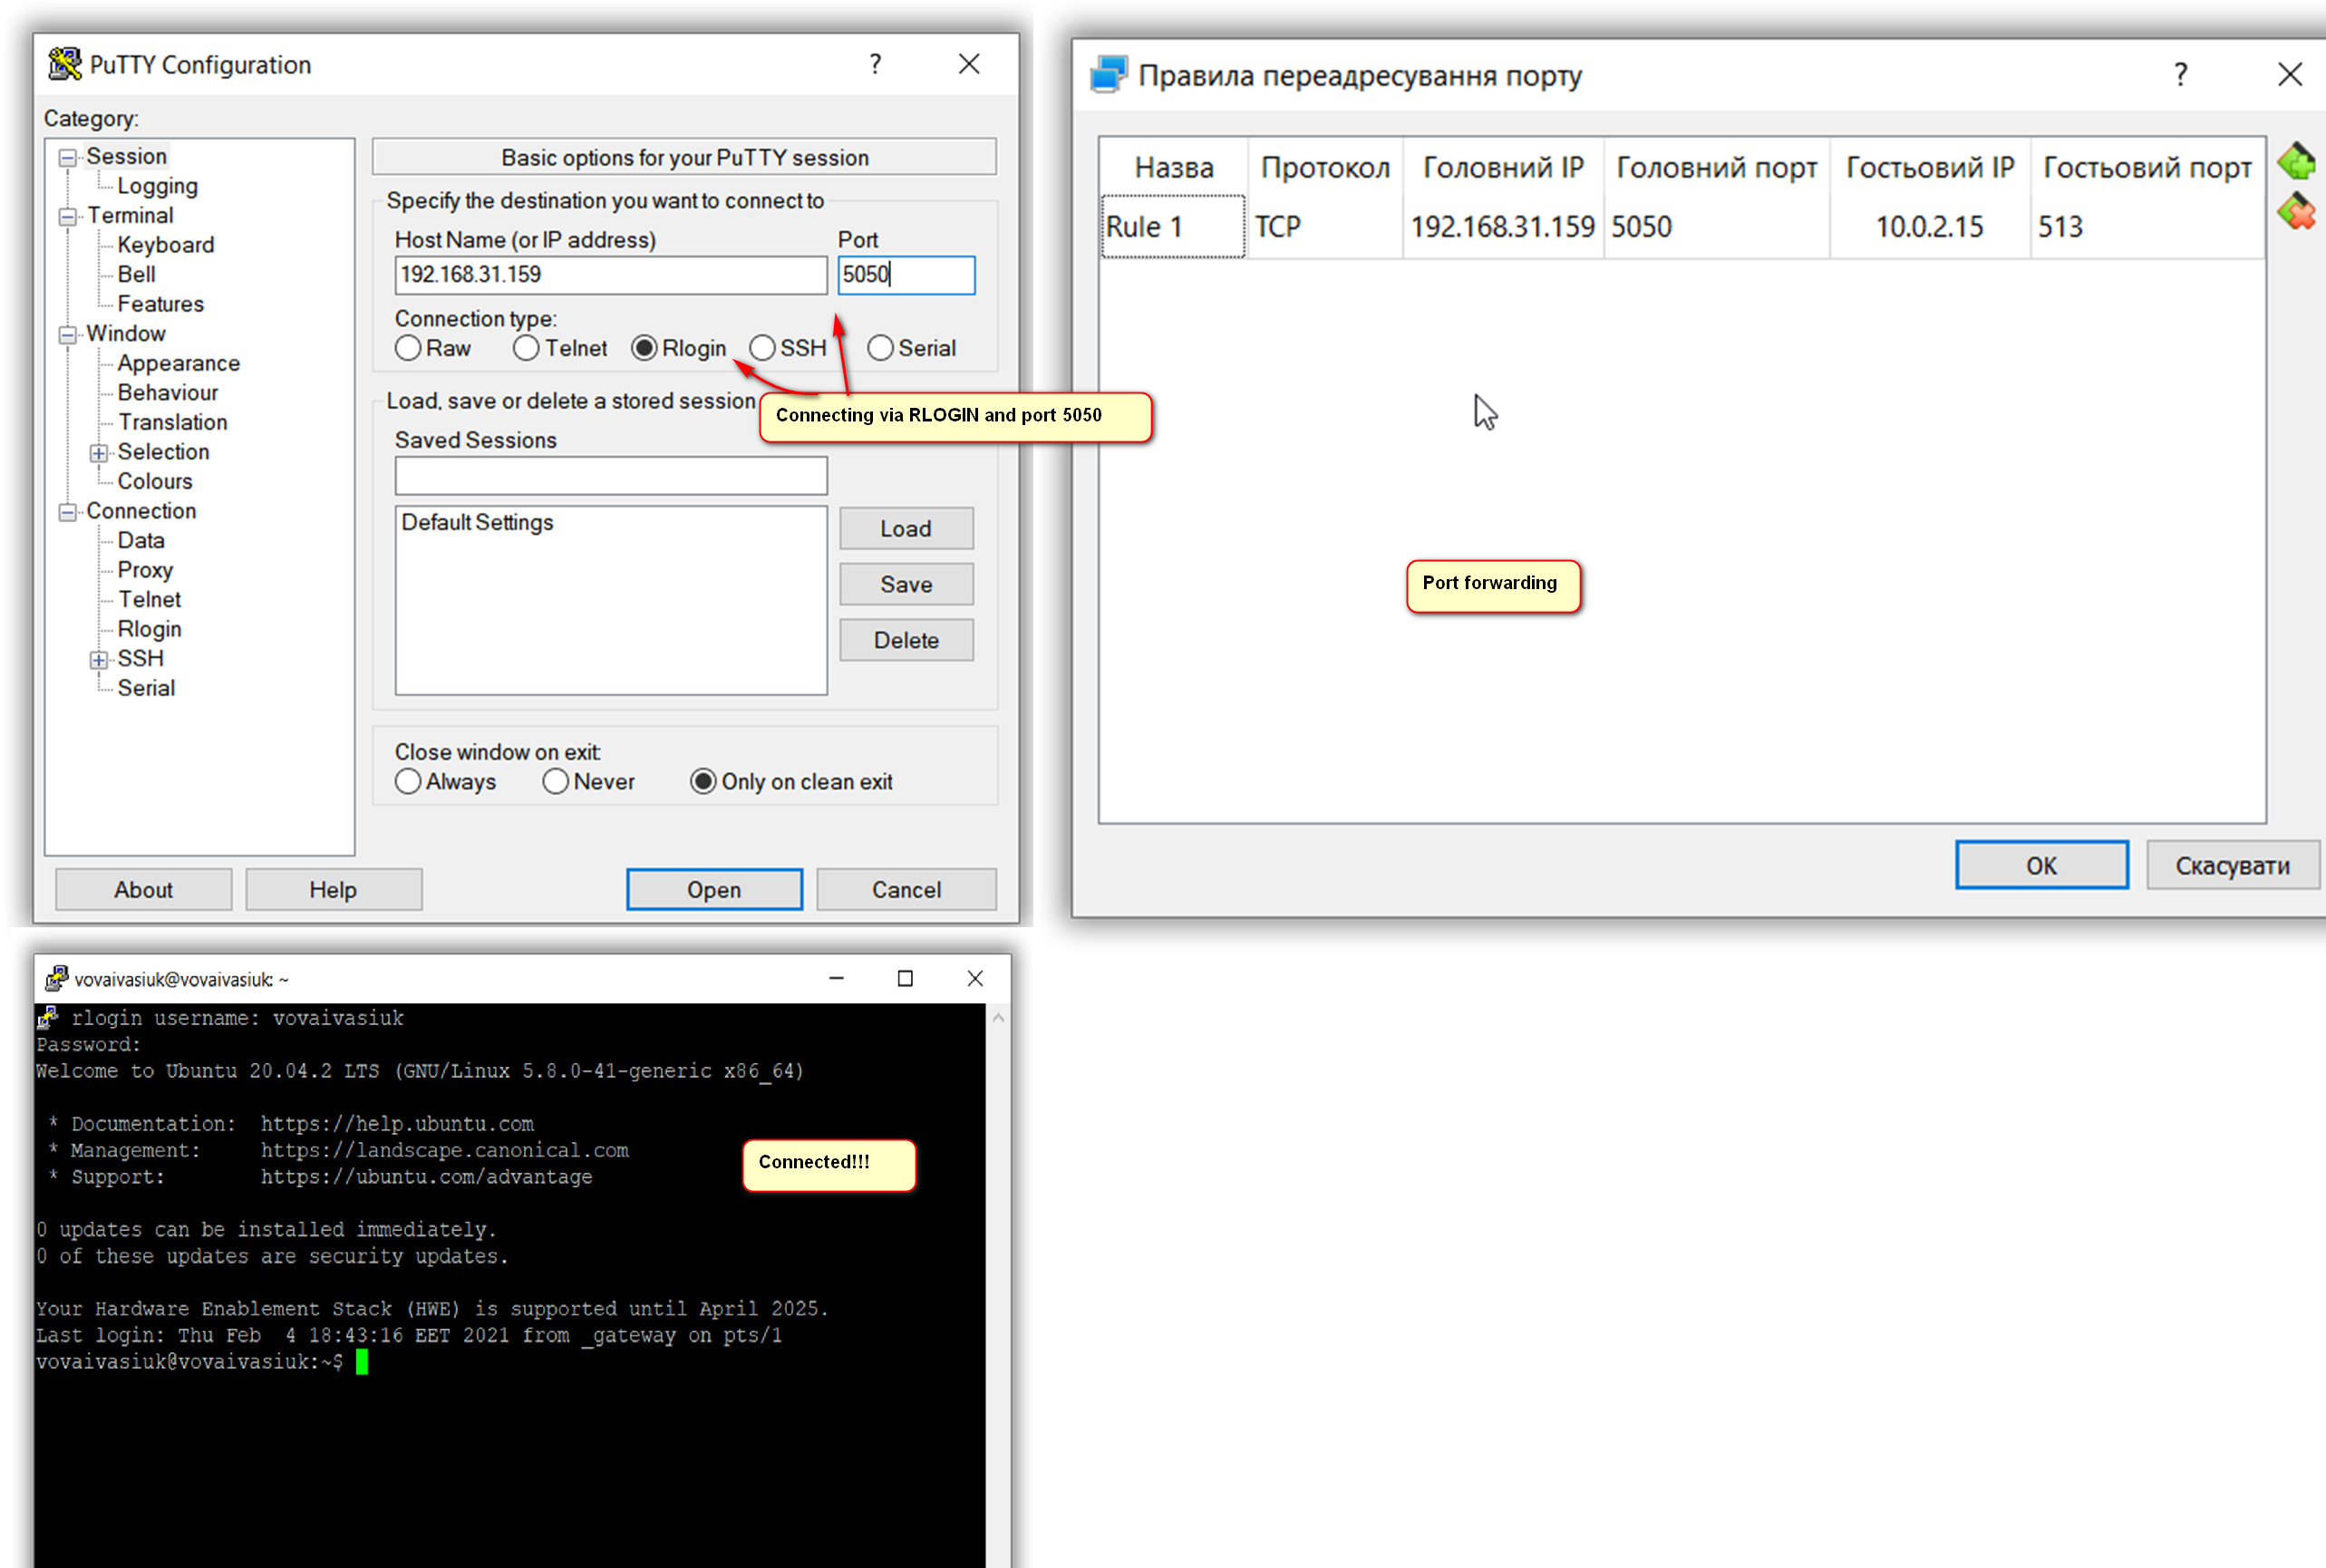 PuTTY Configuration
?
Category:
Session
Logging
Terminal
Keyboard
Bell
Features
Window
Appearance
Behaviour
Translation
Selection
Colours
Connection
Data
Proxy
Telnet
Rlogin
SSH
Serial
Basic options for your PuTTY session
Specify the destination you want to connect to
Host Name (or IP address) Port
192.168.31.159 5050
Connection type:
Raw Telnet Rlogin SSH Serial
Load, save or delete a stored session
Connecting via RLOGIN and port 5050
Saved Sessions
Default Settings
Load
Save
Delete
Close window on exit:
Always Never Only on clean exit
About Help Open Cancel
Правила переадресування порту
?
Назва Протокол Головний IP Головний порт Гостьовий IP Гостьовий порт
Rule 1 TCP 192.168.31.159 5050 10.0.2.15 513
Port forwarding
OK Скасувати
vovaivasiuk@vovaivasiuk: ~
rlogin username: vovaivasiuk
Password:
Welcome to Ubuntu 20.04.2 LTS (GNU/Linux 5.8.0-41-generic x86_64)
* Documentation: https://help.ubuntu.com
* Management: https://landscape.canonical.com
* Support: https://ubuntu.com/advantage
Connected!!!
0 updates can be installed immediately.
0 of these updates are security updates.
Your Hardware Enablement Stack (HWE) is supported until April 2025.
Last login: Thu Feb  4 18:43:16 EET 2021 from _gateway on pts/1
vovaivasiuk@vovaivasiuk:~$